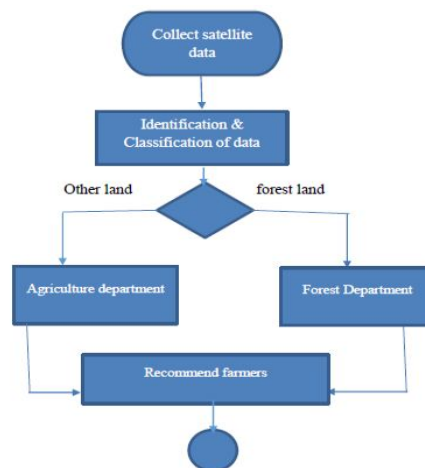 Collect satellite
data
Identification &
Classification of data
Other land
forest land
Agriculture department
Forest Department
Recommend farmers